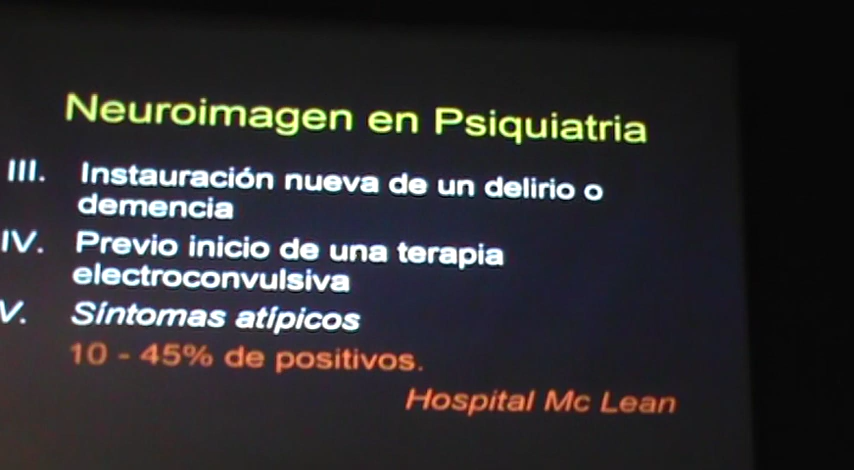 Neuroimagen en Psiquiatria
III. Instauración nueva de un delirio o
demencia
IV. Previo inicio de una terapia
electroconvulsiva
V. Síntomas atípicos
10 - 45% de positivos.
Hospital Mc Lean